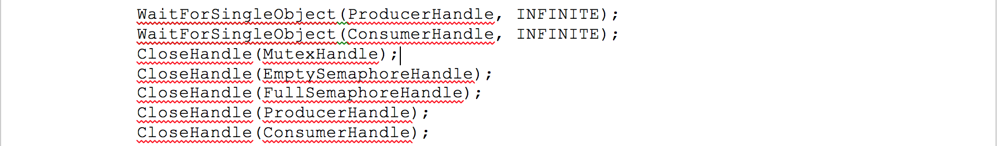 WaitForSingleObject(ProducerHandle, INFINITE);
WaitForSingleObject(ConsumerHandle, INFINITE);
CloseHandle(MutexHandle);
CloseHandle(EmptySemaphoreHandle);
CloseHandle(FullSemaphoreHandle);
CloseHandle(ProducerHandle);
CloseHandle(ConsumerHandle);